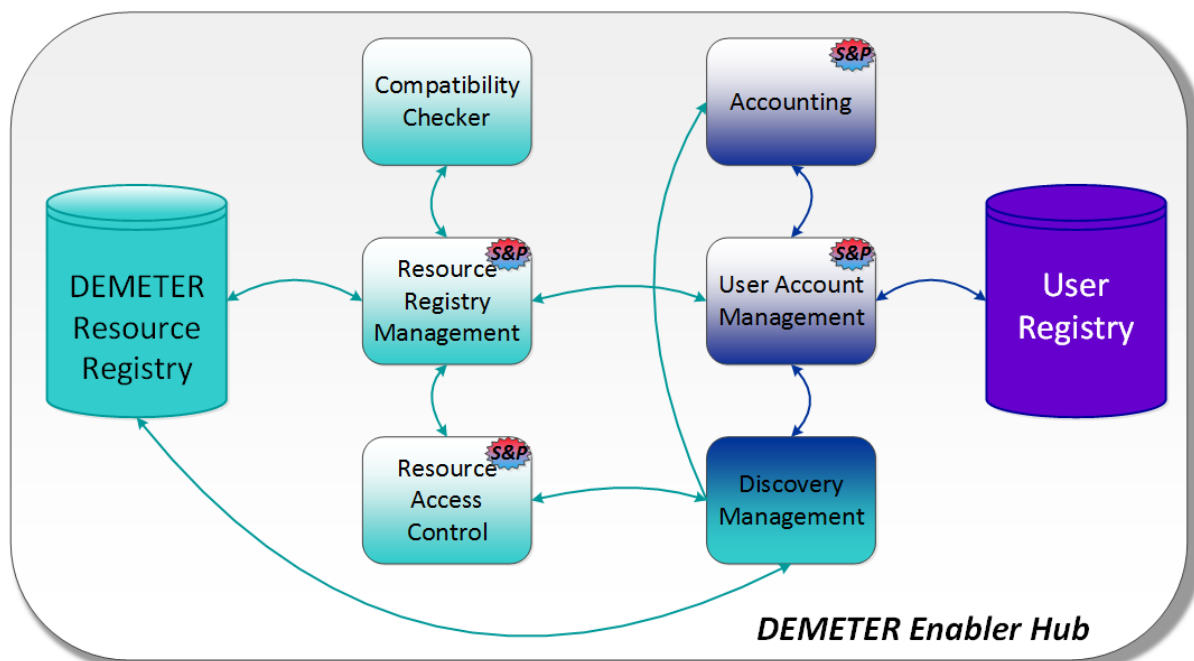 Compatibility
Checker
S&P
Accounting
DEMETER
Resource
Registry
S&P
Resource
Registry
Management
S&P
User Account
Management
User
Registry
S&P
Resource
Access
Control
Discovery
Management
DEMETER Enabler Hub